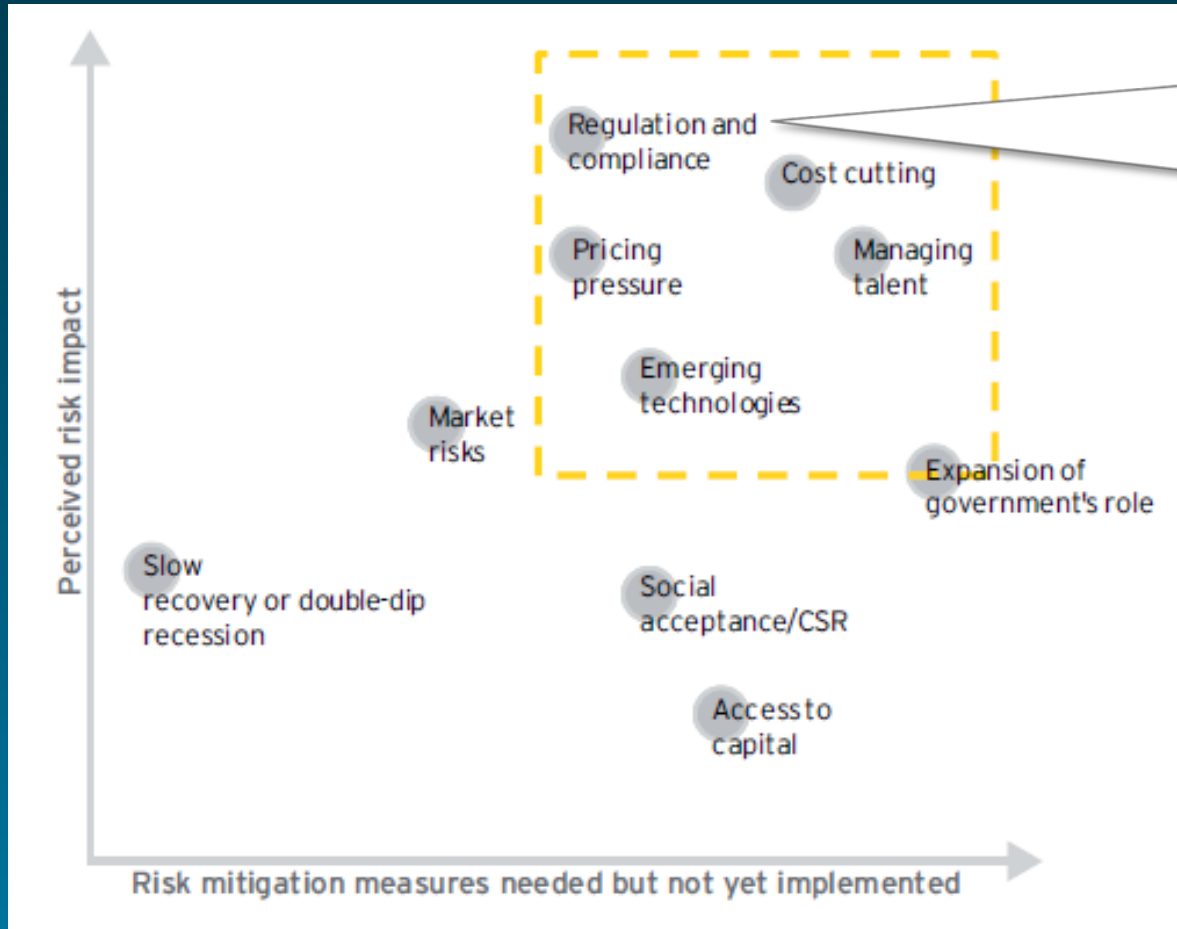 Regulation and
compliance
Cost cutting
Pricing
pressure
Managing
talent
Emerging
technologies
Market
risks
Expansion of
government's role
Slow
recovery or double-dip
recession
Social
acceptance/CSR
Access to
capital
Perceived risk impact
Risk mitigation measures needed but not yet implemented